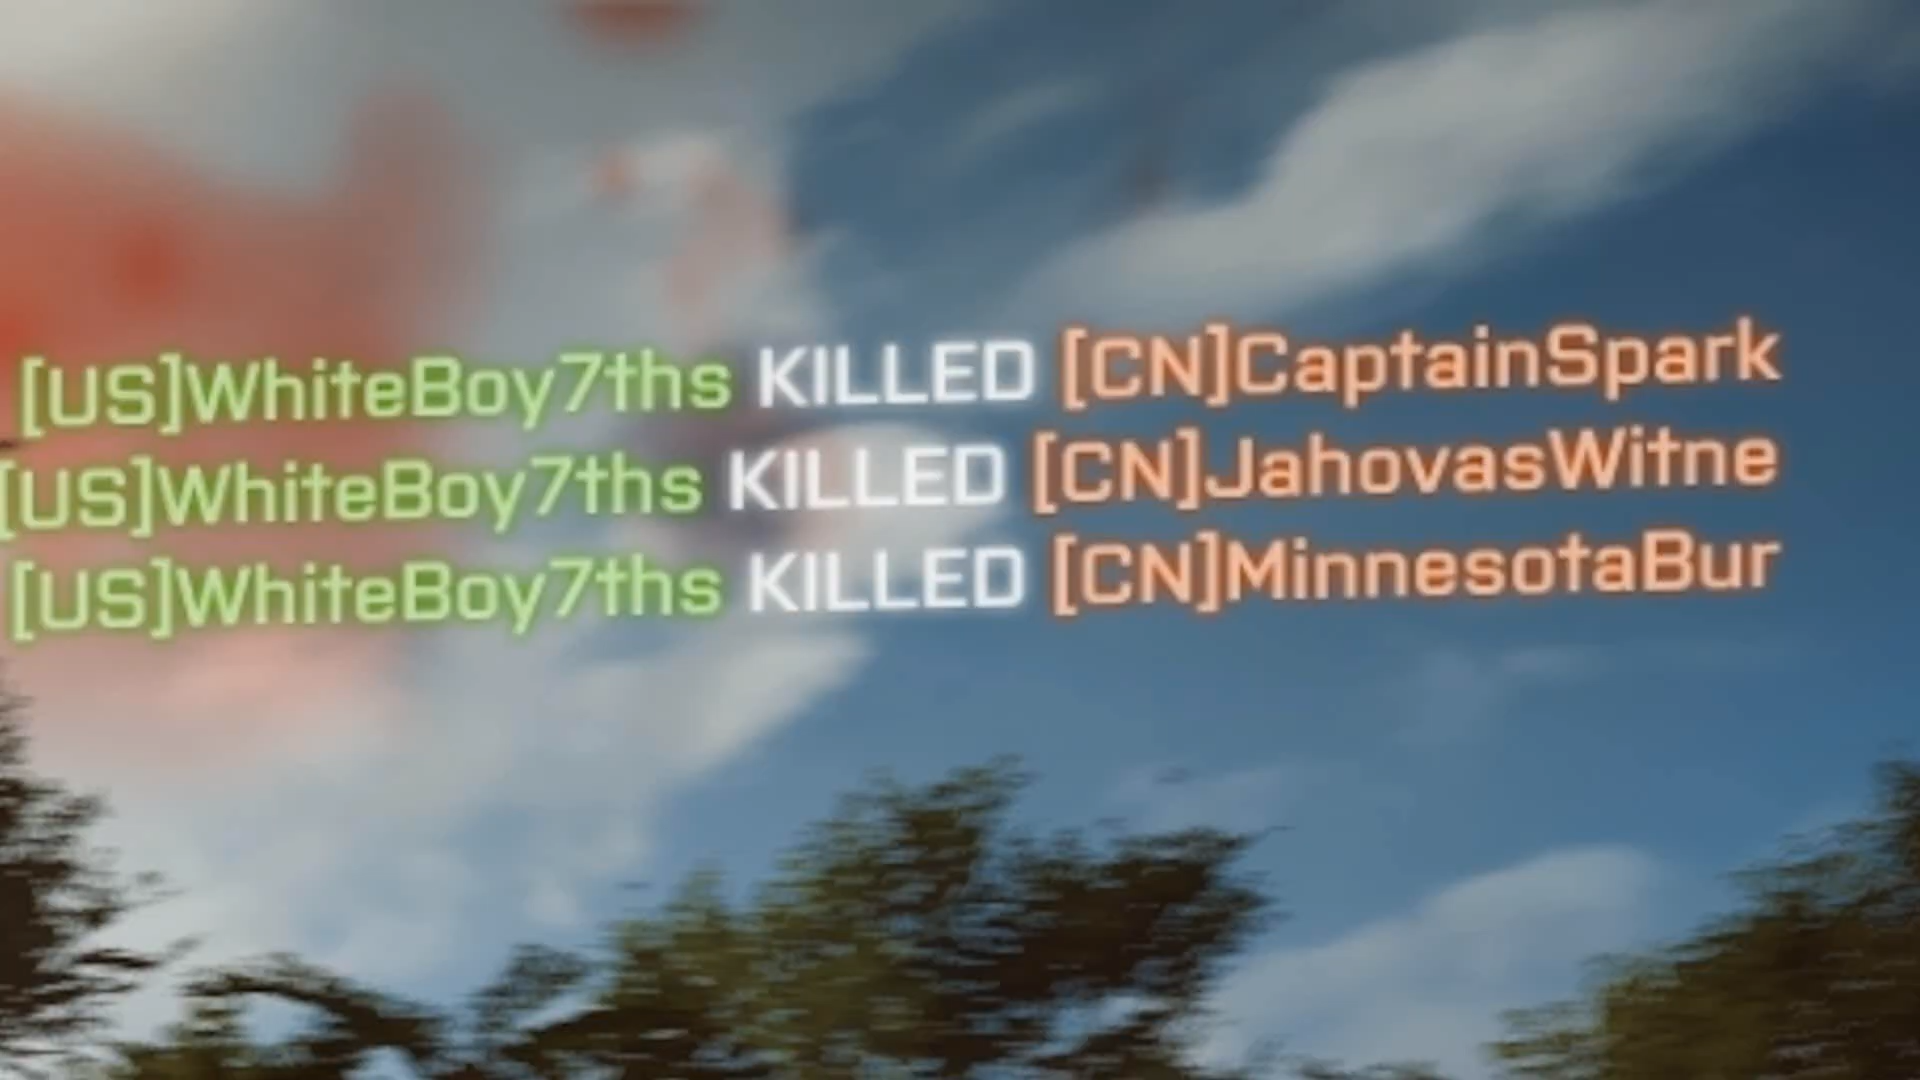 [US]WhiteBoy7ths KILLED [CN]CaptainSpark
[US]WhiteBoy7ths KILLED [CN]JahovasWitne
[US]WhiteBoy7ths KILLED [CN]MinnesotaBur